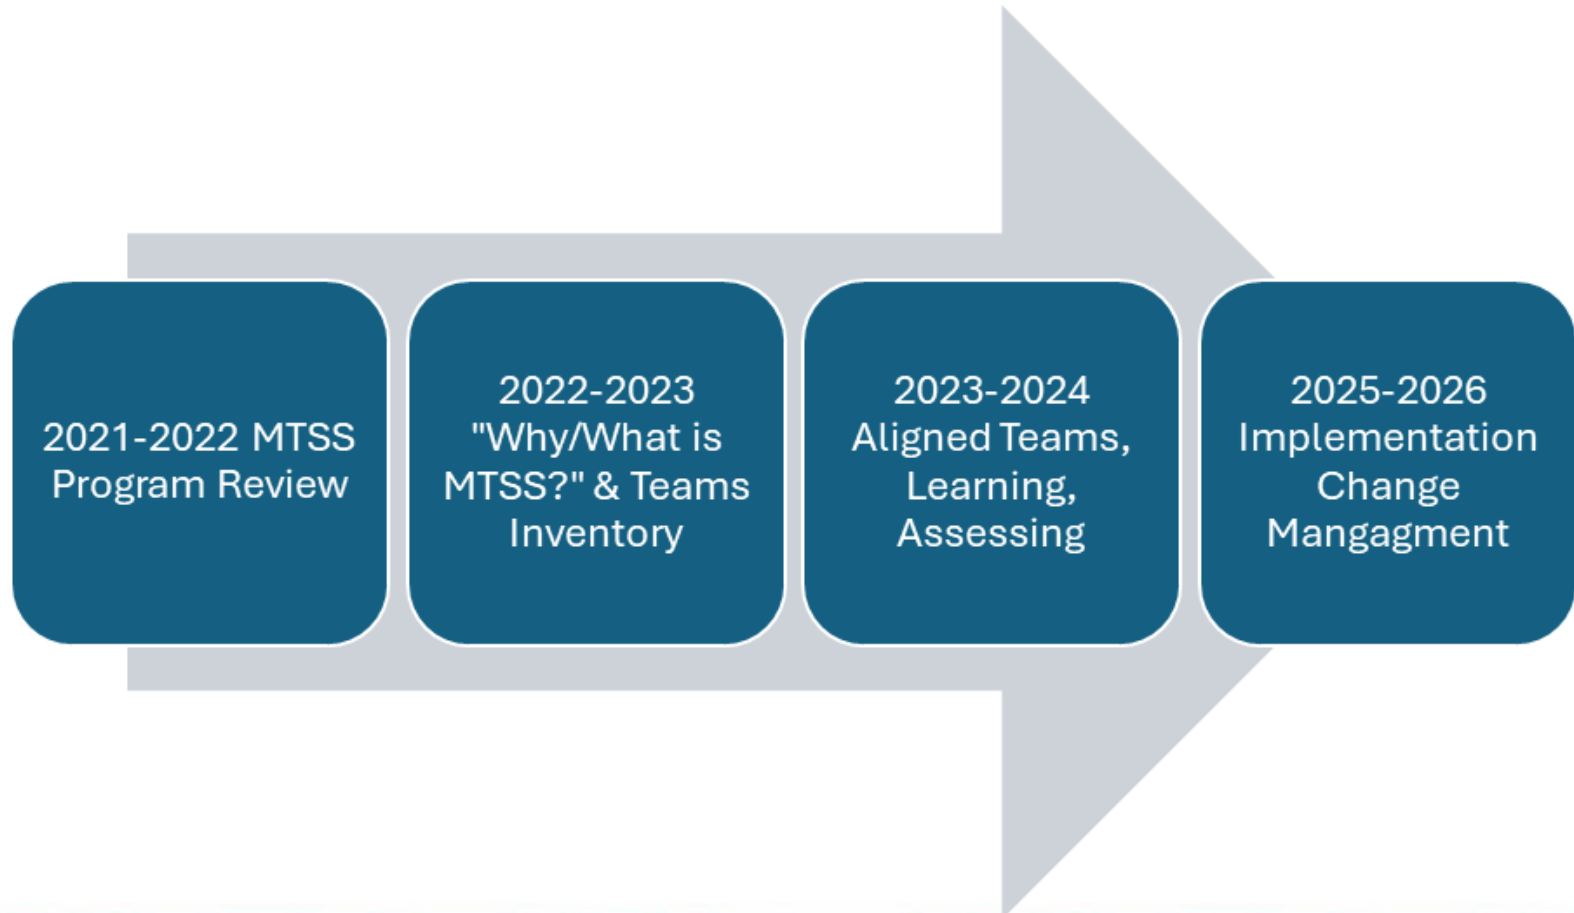 2021-2022 MTSS
Program Review
2022-2023
"Why/What is
MTSS?" & Teams
Inventory
2023-2024
Aligned Teams,
Learning,
Assessing
2025-2026
Implementation
Change
Mangagment